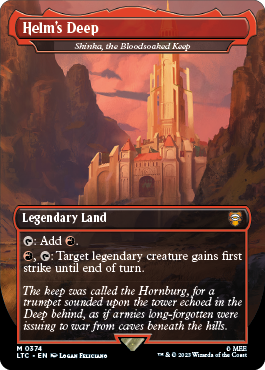 Helm's Deep
Shinka, the Bloodsoaked Keep
Legendary Land
: Add .
, : Target legendary creature gains first
strike until end of turn.
The keep was called the Hornburg, for a
trumpet sounded upon the tower echoed in the
Deep behind, as if armies long-forgotten were
issuing to war from caves beneath the hills.
M 0374
LTC • EN Logan Feliciano
6 MEE
™ & © 2023 Wizards of the Coast